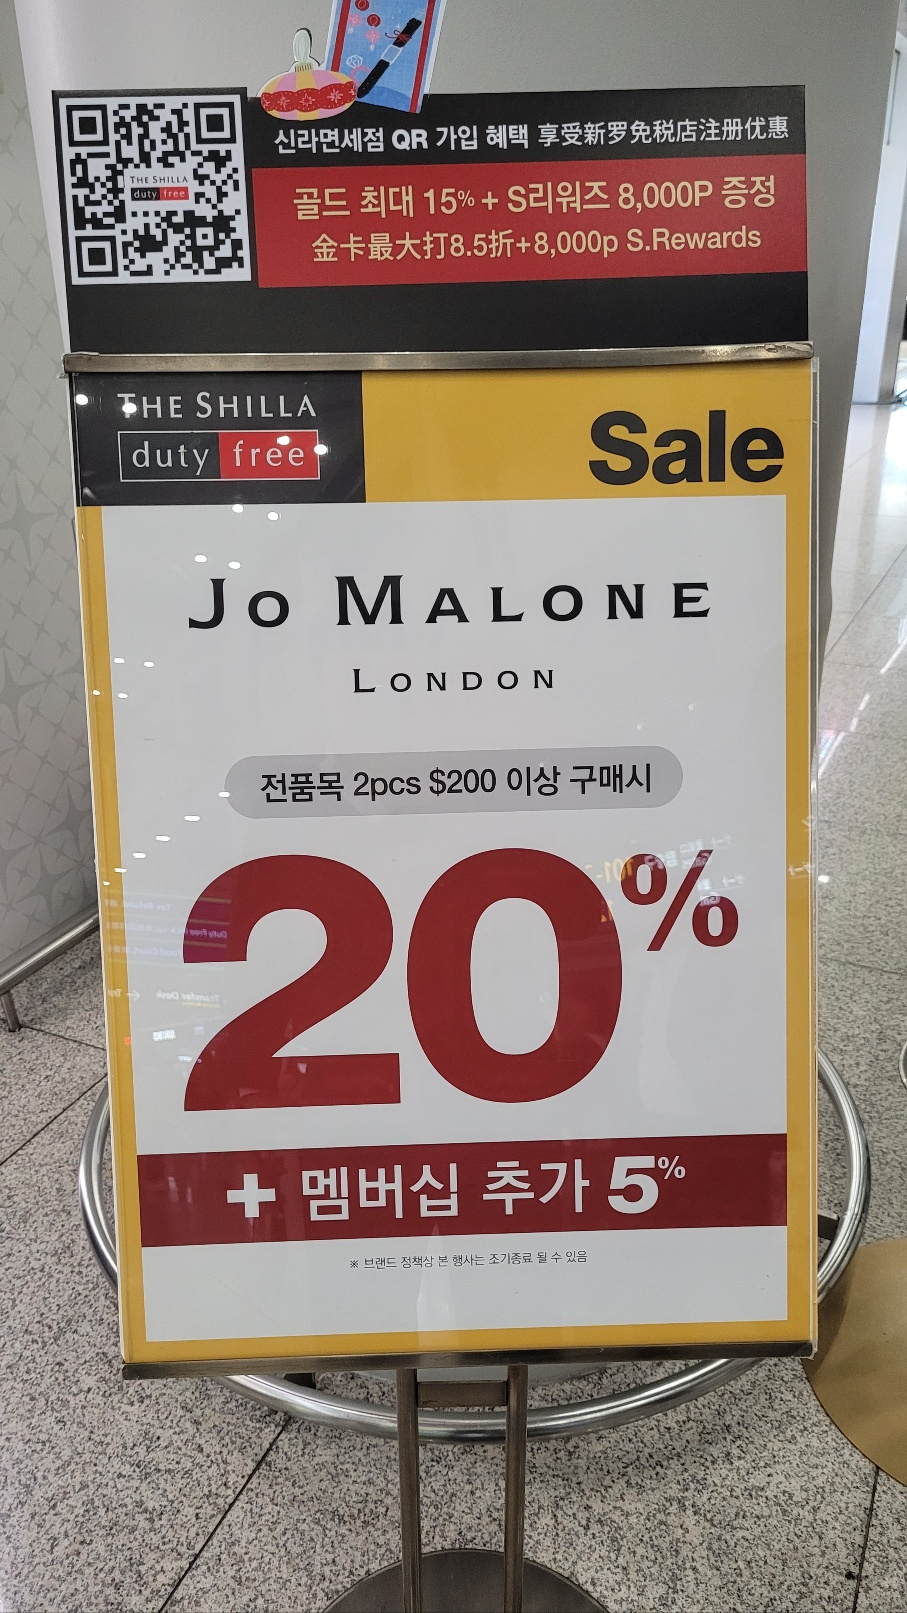 신라면세점 QR 가입 혜택 享受新罗免税店注册优惠
THE SHILLA
duty free
골드 최대 15% + S리워즈 8,000P 증정
金卡最大打8.5折+8,000p S.Rewards
THE SHILLA
duty free
Sale
JO MALONE
LONDON
전품목 2pcs $200 이상 구매시
20%
+ 멤버십 추가 5%
※ 브랜드 정책상 본 행사는 조기종료 될 수 있음